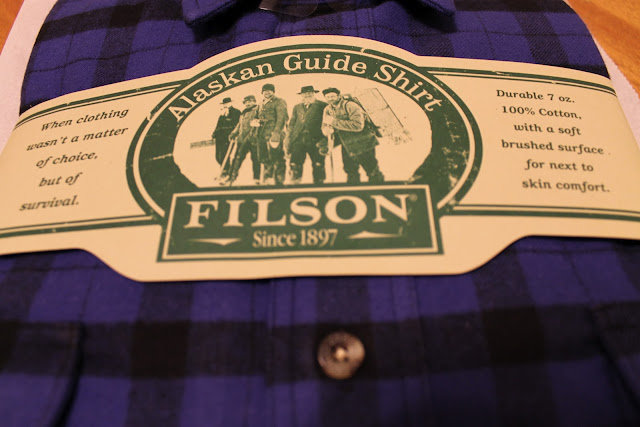 Alaskan Guide Shirt
When clothing
wasn't a matter
of choice,
but of
survival.
FILSON®
Since 1897
Durable 7 oz.
100% Cotton,
with a soft
brushed surface
for next to
skin comfort.